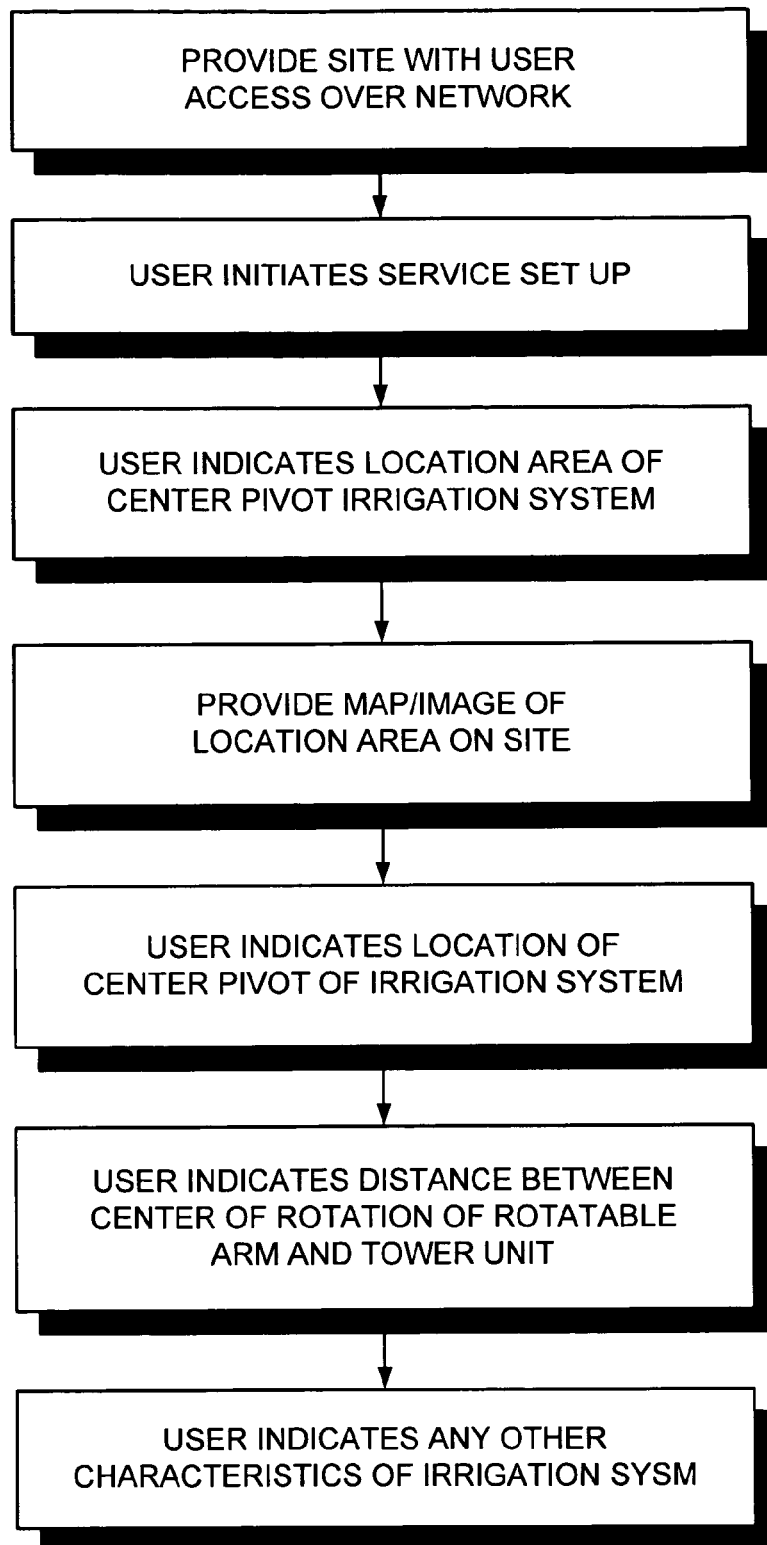 PROVIDE SITE WITH USER
ACCESS OVER NETWORK
USER INITIATES SERVICE SET UP
USER INDICATES LOCATION AREA OF
CENTER PIVOT IRRIGATION SYSTEM
PROVIDE MAP/IMAGE OF
LOCATION AREA ON SITE
USER INDICATES LOCATION OF
CENTER PIVOT OF IRRIGATION SYSTEM
USER INDICATES DISTANCE BETWEEN
CENTER OF ROTATION OF ROTATABLE
ARM AND TOWER UNIT
USER INDICATES ANY OTHER
CHARACTERISTICS OF IRRIGATION SYSM